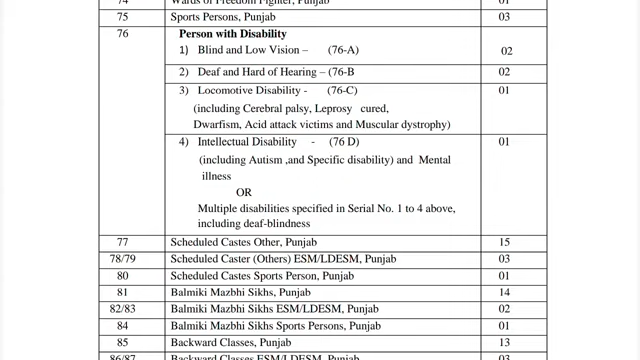 74 Wards of Freedom Fighter, Punjab 01
75 Sports Persons, Punjab 03
76 Person with Disability
1) Blind and Low Vision – (76-A) 02
2) Deaf and Hard of Hearing – (76-B 02
3) Locomotive Disability - (76-C) 01
(including Cerebral palsy, Leprosy cured,
Dwarfism, Acid attack victims and Muscular dystrophy)
4) Intellectual Disability - (76 D) 01
(including Autism ,and Specific disability) and Mental
illness
OR
Multiple disabilities specified in Serial No. 1 to 4 above,
including deaf-blindness
77 Scheduled Castes Other, Punjab 15
78/79 Scheduled Caster (Others) ESM/LDESM, Punjab 03
80 Scheduled Castes Sports Person, Punjab 01
81 Balmiki Mazbhi Sikhs, Punjab 14
82/83 Balmiki Mazbhi Sikhs ESM/LDESM, Punjab 02
84 Balmiki Mazbhi Sikhs Sports Persons, Punjab 01
85 Backward Classes, Punjab 13
86/87 Backward Classes ESM/LDESM, Punjab 03